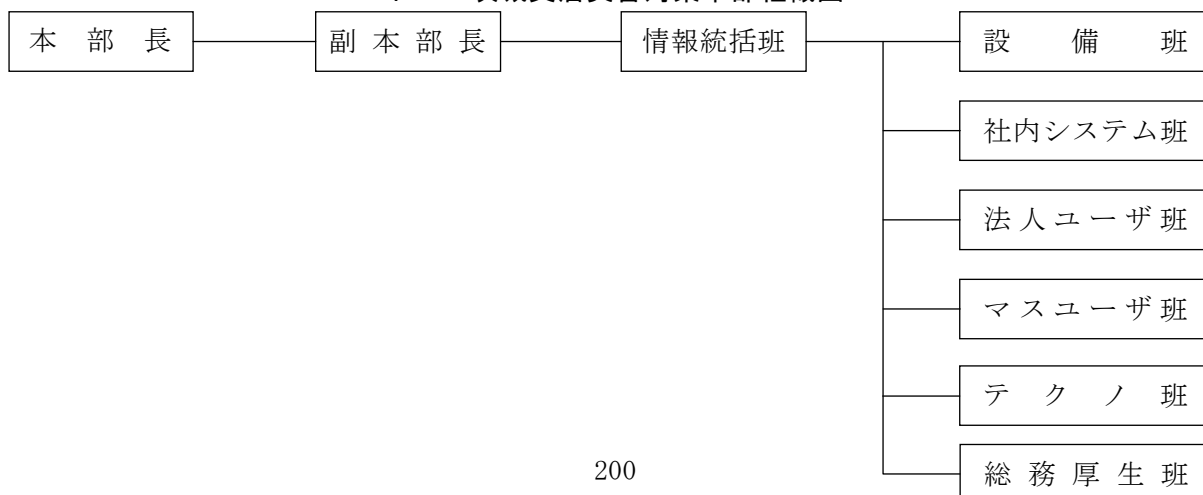 本部長 副本部長 情報統括班 設備班
社内システム班
法人ユーザ班
マスユーザ班
テクノ班
総務厚生班
200